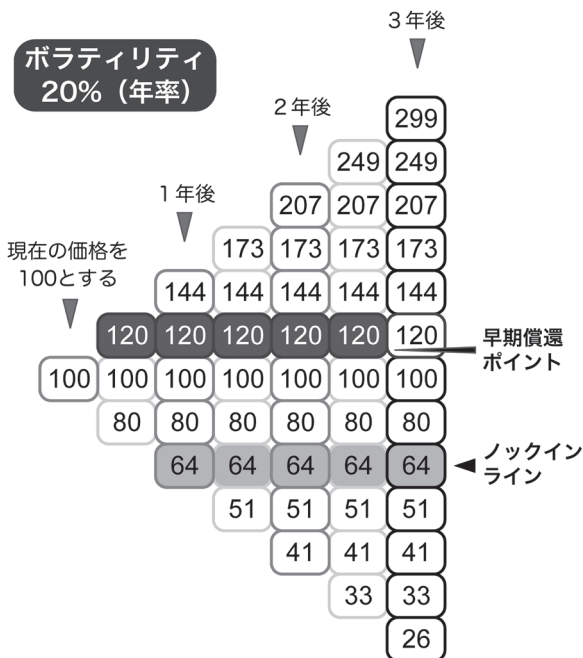 3年後
ボラティリティ
20%（年率）
2年後
299
249 249
1年後
207 207 207
現在の価格を
100とする
173 173 173 173
144 144 144 144 144
120 120 120 120 120 120
早期償還
ポイント
100 100 100 100 100 100 100
80 80 80 80 80 80
64 64 64 64 64
ノックイン
ライン
51 51 51 51
41 41 41
33 33
26